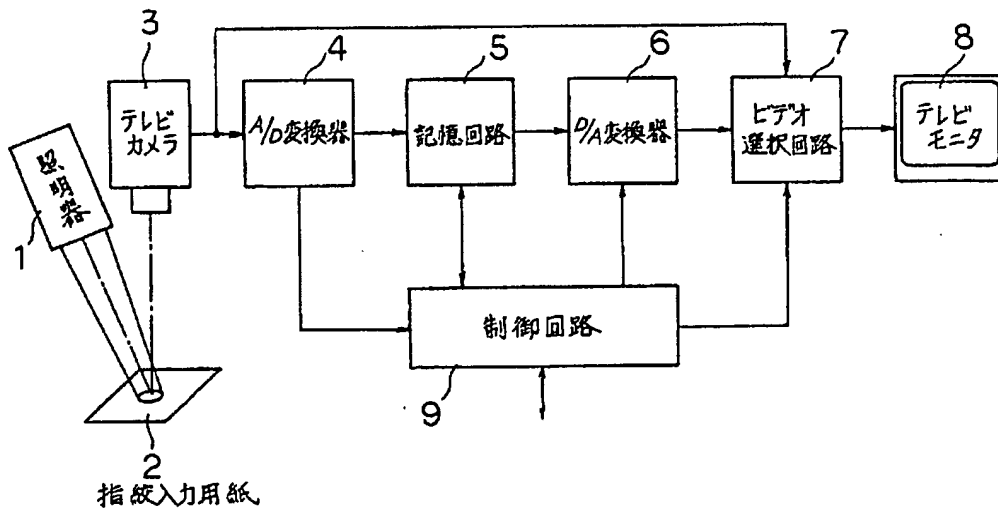 3
テレビ
カメラ
4
A/D変換器
5
記憶回路
6
D/A変換器
7
ビデオ
選択回路
8
テレビ
モニタ
照明器
1
制御回路
9
2
指紋入力用紙